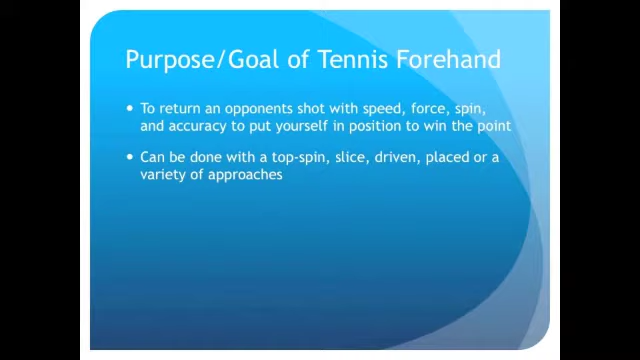 Purpose/Goal of Tennis Forehand
• To return an opponents shot with speed, force, spin,
and accuracy to put yourself in position to win the point
• Can be done with a top-spin, slice, driven, placed or a
variety of approaches